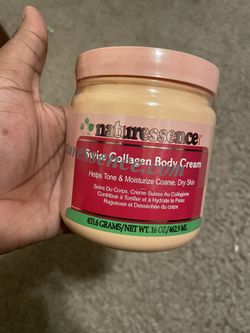 naturessence
Swiss Collagen Body Cream
Helps Tone & Moisturize Coarse, Dry Skin
Soins Du Corps, Crème Suisse Au Collagène
Contribue à Tonifier et à Hydrate la Peau
Rugueuse et Desséchée du corps
453.6 GRAMS/NET WT. 16 OZ/462.9 ML